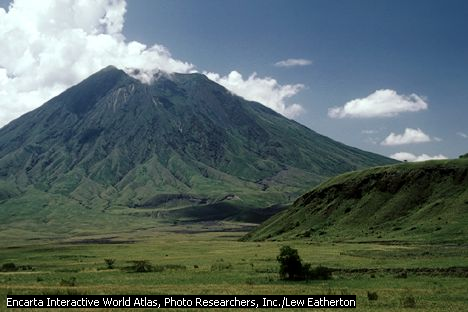 Encarta Interactive World Atlas, Photo Researchers, Inc./Lew Eatherton